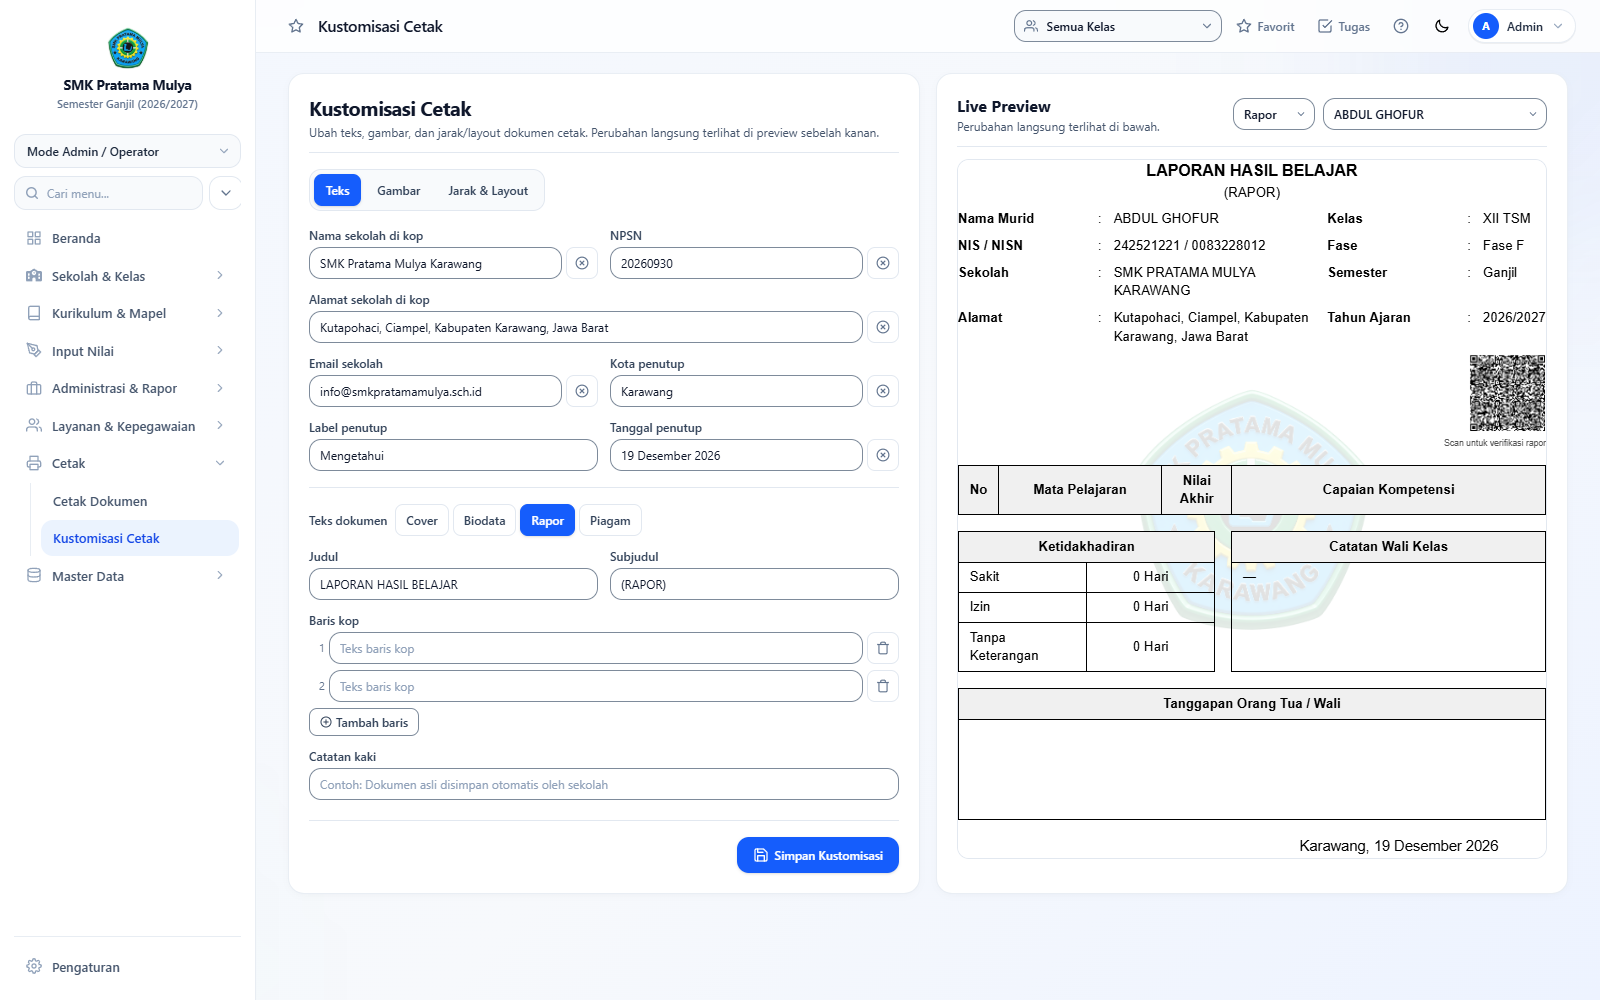 SMK Pratama Mulya
Semester Ganjil (2026/2027)
Mode Admin / Operator
Cari menu...
Beranda
Sekolah & Kelas
Kurikulum & Mapel
Input Nilai
Administrasi & Rapor
Layanan & Kepegawaian
Cetak
Cetak Dokumen
Kustomisasi Cetak
Master Data
Pengaturan
Kustomisasi Cetak
Semua Kelas
Favorit
Tugas
A
Admin
Kustomisasi Cetak
Ubah teks, gambar, dan jarak/layout dokumen cetak. Perubahan langsung terlihat di preview sebelah kanan.
Teks
Gambar
Jarak & Layout
Nama sekolah di kop
NPSN
SMK Pratama Mulya Karawang
20260930
Alamat sekolah di kop
Kutapohaci, Ciampel, Kabupaten Karawang, Jawa Barat
Email sekolah
Kota penutup
info@smkpratamamulya.sch.id
Karawang
Label penutup
Tanggal penutup
Mengetahui
19 Desember 2026
Teks dokumen
Cover
Biodata
Rapor
Piagam
Judul
Subjudul
LAPORAN HASIL BELAJAR
(RAPOR)
Baris kop
1
Teks baris kop
2
Teks baris kop
Tambah baris
Catatan kaki
Contoh: Dokumen asli disimpan otomatis oleh sekolah
Simpan Kustomisasi
Live Preview
Perubahan langsung terlihat di bawah.
Rapor
ABDUL GHOFUR
LAPORAN HASIL BELAJAR
(RAPOR)
Nama Murid : ABDUL GHOFUR Kelas : XII TSM
NIS / NISN : 242521221 / 0083228012 Fase : Fase F
Sekolah : SMK PRATAMA MULYA Semester : Ganjil
KARAWANG
Alamat : Kutapohaci, Ciampel, Kabupaten Tahun Ajaran : 2026/2027
Karawang, Jawa Barat
Scan untuk verifikasi rapor
No Mata Pelajaran Nilai Akhir Capaian Kompetensi
Ketidakhadiran
Sakit 0 Hari
Izin 0 Hari
Tanpa Keterangan 0 Hari
Catatan Wali Kelas
—
Tanggapan Orang Tua / Wali
Karawang, 19 Desember 2026